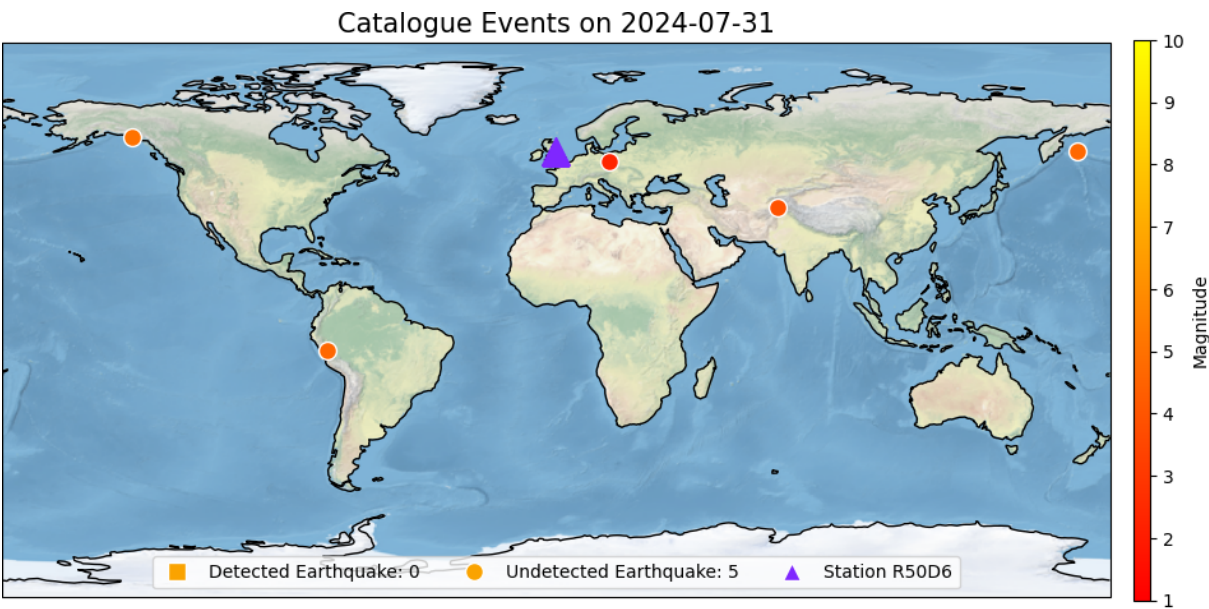 Catalogue Events on 2024-07-31
10
9
8
7
6
5
4
3
2
1
Magnitude
Detected Earthquake: 0
Undetected Earthquake: 5
Station R50D6